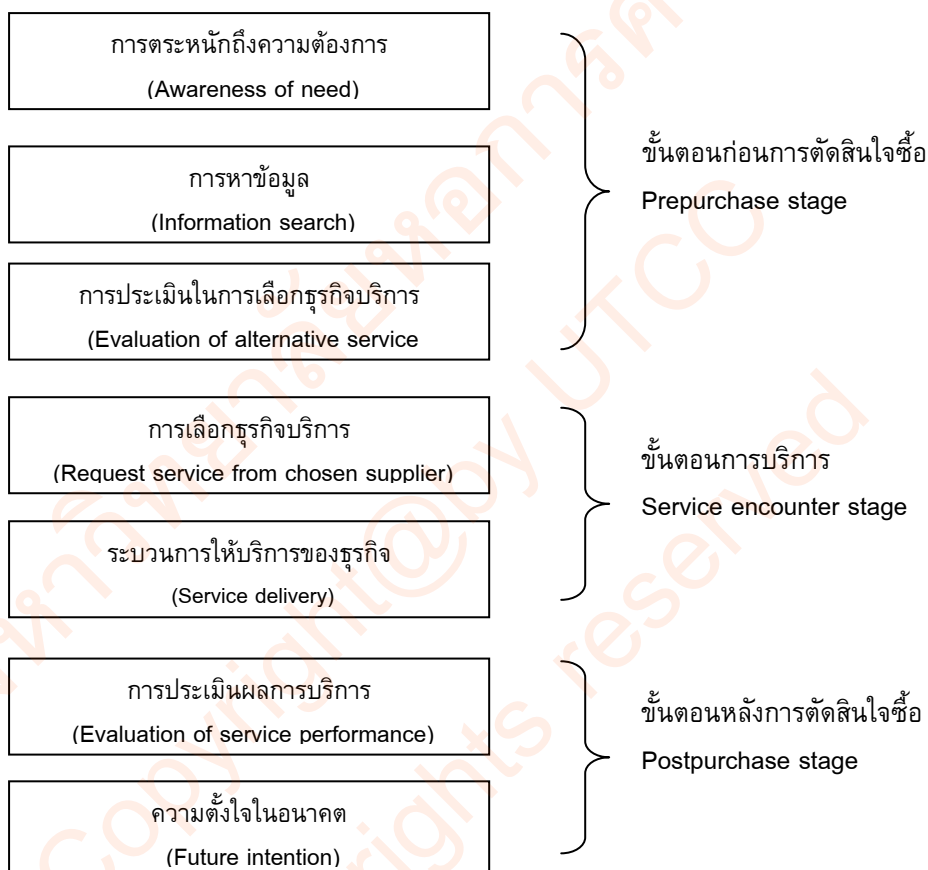 การตระหนักถึงความต้องการ
(Awareness of need)
การหาข้อมูล
(Information search)
การประเมินในการเลือกธุรกิจบริการ
(Evaluation of alternative service
ขั้นตอนก่อนการตัดสินใจซื้อ
Prepurchase stage
การเลือกธุรกิจบริการ
(Request service from chosen supplier)
ระบวนการให้บริการของธุรกิจ
(Service delivery)
ขั้นตอนการบริการ
Service encounter stage
การประเมินผลการบริการ
(Evaluation of service performance)
ความตั้งใจในอนาคต
(Future intention)
ขั้นตอนหลังการตัดสินใจซื้อ
Postpurchase stage
Copyright@by UTCC
rights reserved